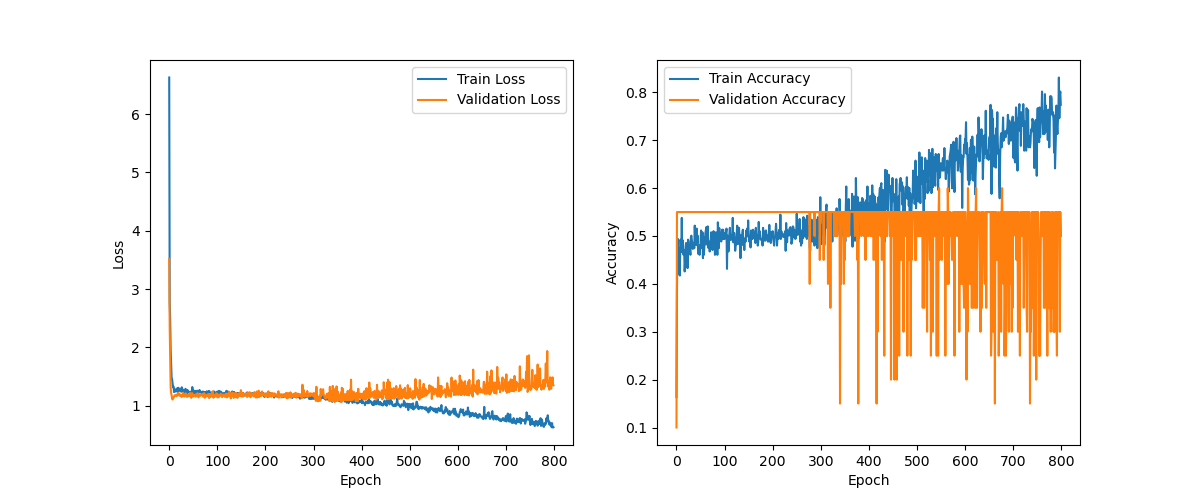 Train Loss
Validation Loss
Loss
6
5
4
3
2
1
0 100 200 300 400 500 600 700 800
Epoch
Train Accuracy
Validation Accuracy
Accuracy
0.8
0.7
0.6
0.5
0.4
0.3
0.2
0.1
0 100 200 300 400 500 600 700 800
Epoch